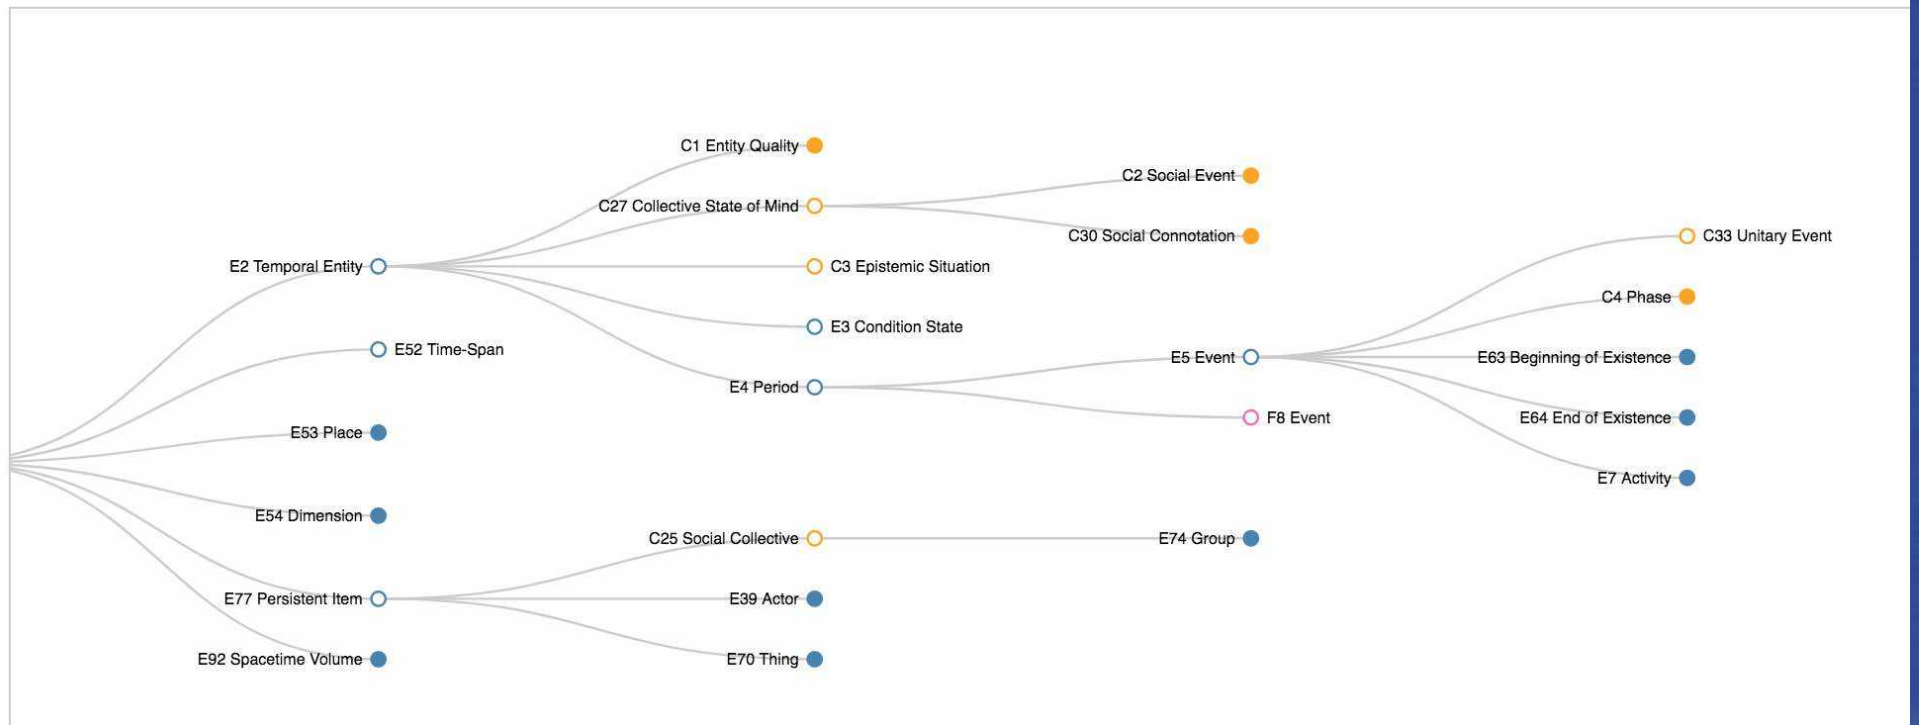 C1 Entity Quality
C2 Social Event
C27 Collective State of Mind
C30 Social Connotation
C33 Unitary Event
E2 Temporal Entity
C3 Epistemic Situation
C4 Phase
E3 Condition State
E52 Time-Span
E5 Event
E63 Beginning of Existence
E4 Period
F8 Event
E64 End of Existence
E53 Place
E7 Activity
E54 Dimension
C25 Social Collective
E74 Group
E77 Persistent Item
E39 Actor
E92 Spacetime Volume
E70 Thing